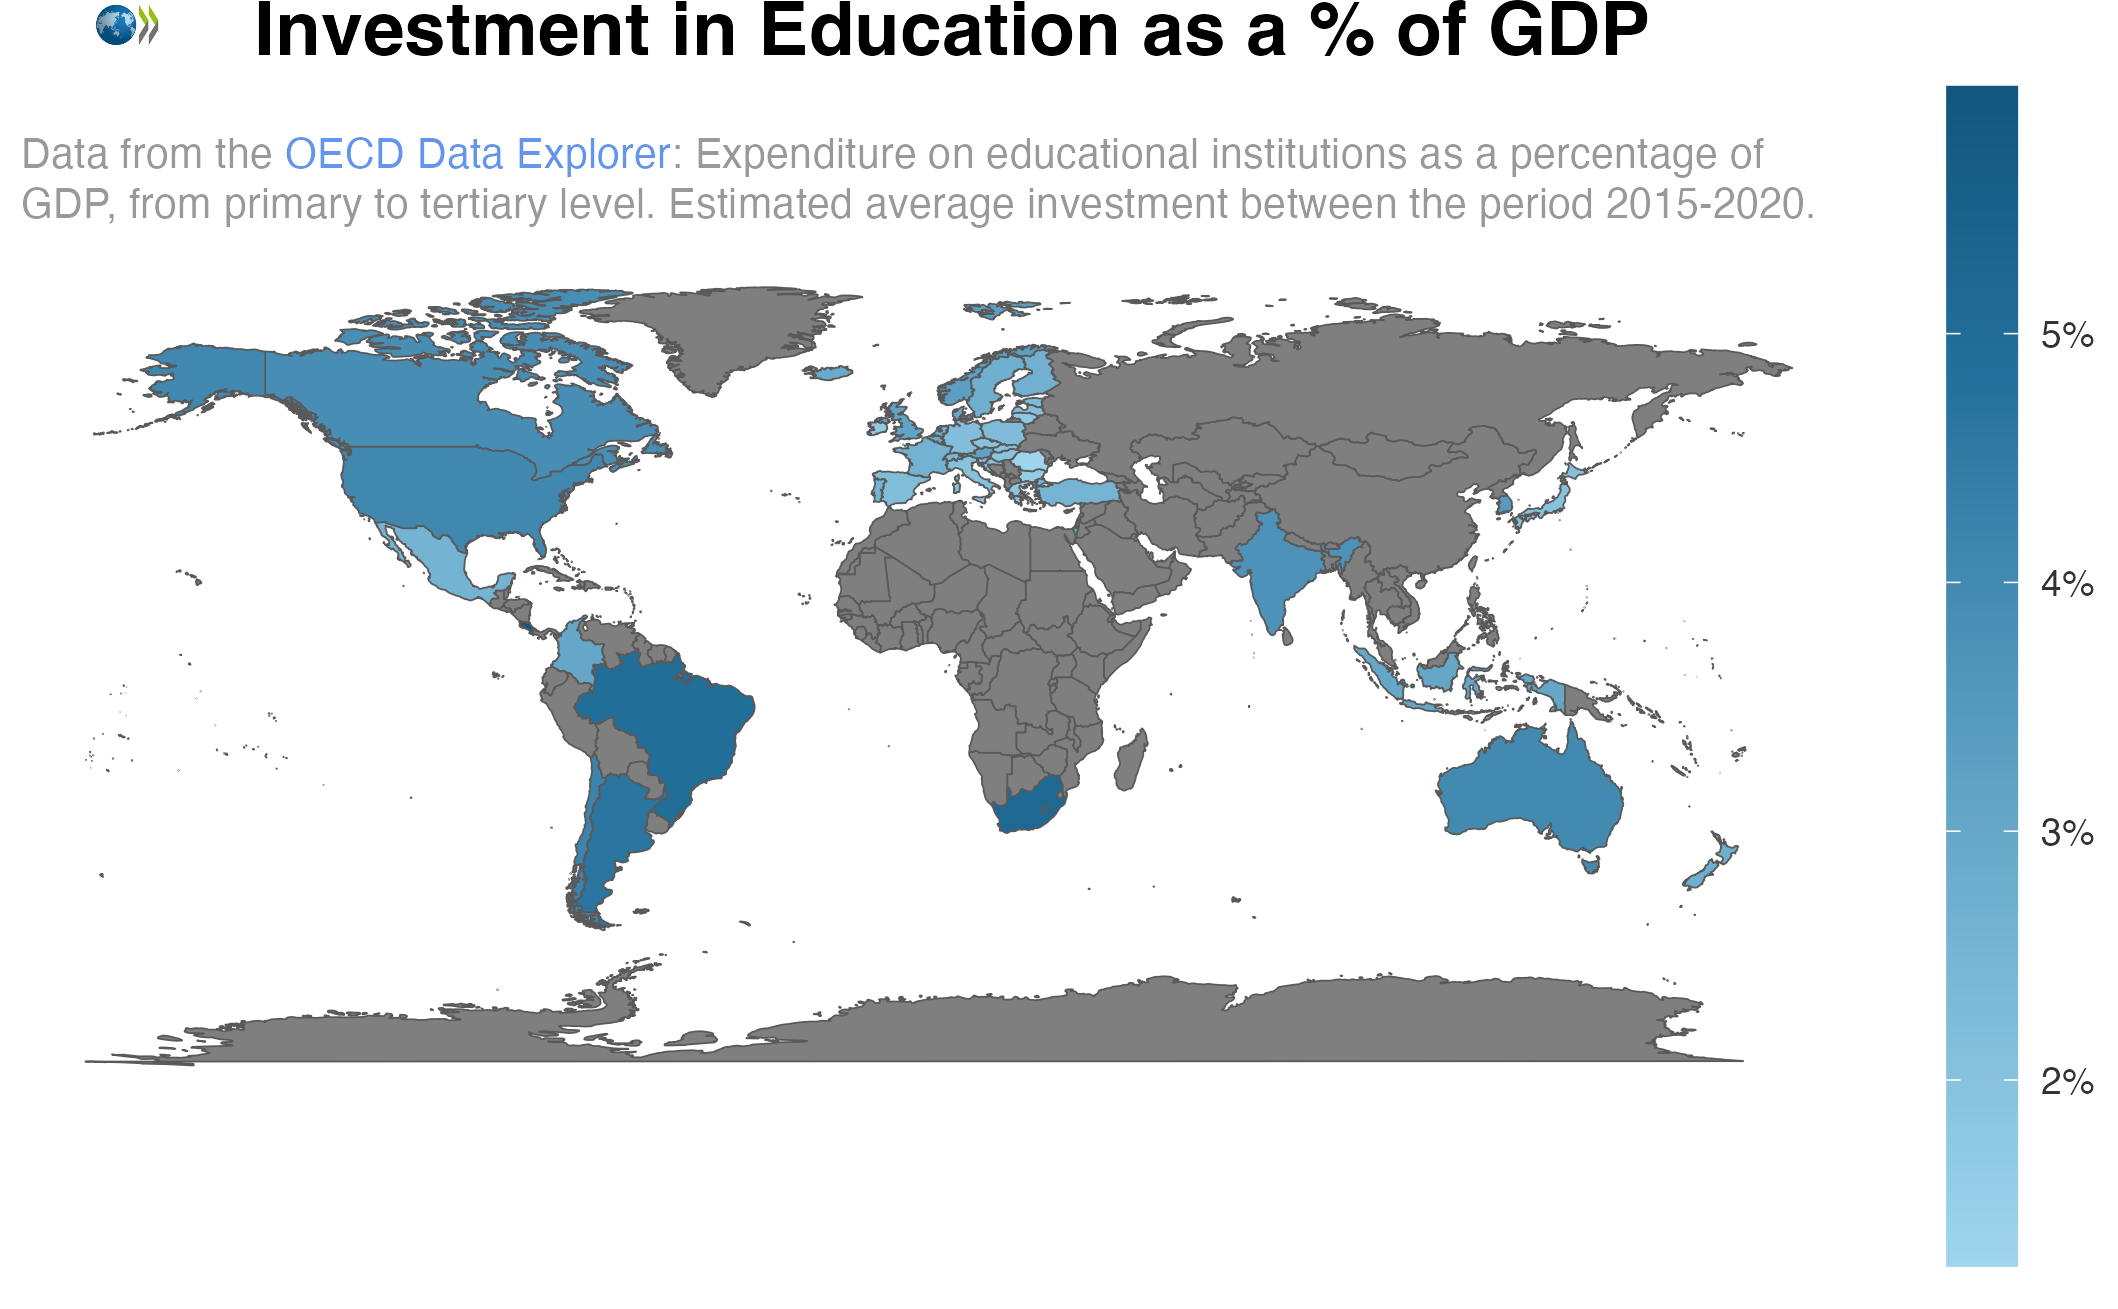 Investment in Education as a % of GDP
Data from the OECD Data Explorer: Expenditure on educational institutions as a percentage of
GDP, from primary to tertiary level. Estimated average investment between the period 2015-2020.
5%
4%
3%
2%